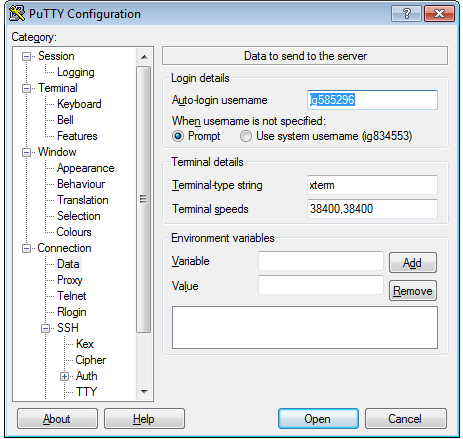 PuTTY Configuration
Category:
Session
Logging
Terminal
Keyboard
Bell
Features
Window
Appearance
Behaviour
Translation
Selection
Colours
Connection
Data
Proxy
Telnet
Rlogin
SSH
Kex
Cipher
Auth
TTY
Data to send to the server
Login details
Auto-login username jg585296
When username is not specified:
Prompt Use system username (jg834553)
Terminal details
Terminal-type string xterm
Terminal speeds 38400,38400
Environment variables
Variable Add
Value Remove
About Help Open Cancel